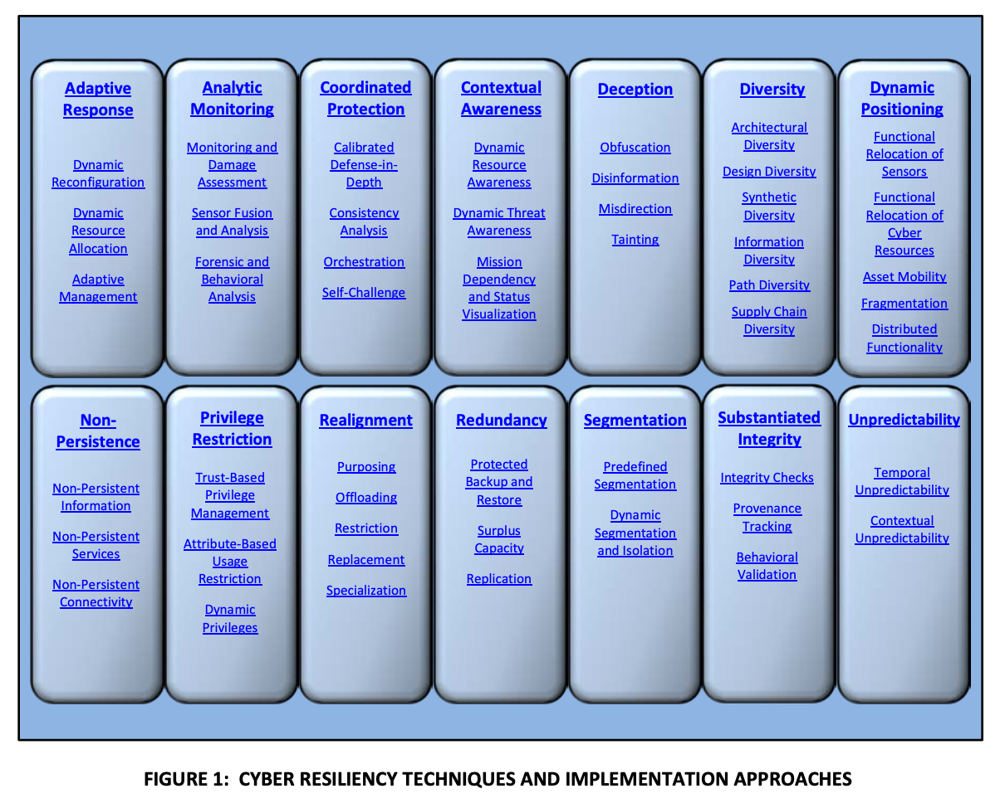 Adaptive
Response
Dynamic
Reconfiguration
Dynamic
Resource
Allocation
Adaptive
Management
Analytic
Monitoring
Monitoring and
Damage
Assessment
Sensor Fusion
and Analysis
Forensic and
Behavioral
Analysis
Coordinated
Protection
Calibrated
Defense-in-
Depth
Consistency
Analysis
Orchestration
Self-Challenge
Contextual
Awareness
Dynamic
Resource
Awareness
Dynamic Threat
Awareness
Mission
Dependency
and Status
Visualization
Deception
Obfuscation
Disinformation
Misdirection
Tainting
Diversity
Architectural
Diversity
Design Diversity
Synthetic
Diversity
Information
Diversity
Path Diversity
Supply Chain
Diversity
Dynamic
Positioning
Functional
Relocation of
Sensors
Functional
Relocation of
Cyber
Resources
Asset Mobility
Fragmentation
Distributed
Functionality
Non-
Persistence
Non-Persistent
Information
Non-Persistent
Services
Non-Persistent
Connectivity
Privilege
Restriction
Trust-Based
Privilege
Management
Attribute-Based
Usage
Restriction
Dynamic
Privileges
Realignment
Purposing
Offloading
Restriction
Replacement
Specialization
Redundancy
Protected
Backup and
Restore
Surplus
Capacity
Replication
Segmentation
Predefined
Segmentation
Dynamic
Segmentation
and Isolation
Substantiated
Integrity
Integrity Checks
Provenance
Tracking
Behavioral
Validation
Unpredictability
Temporal
Unpredictability
Contextual
Unpredictability
FIGURE 1:  CYBER RESILIENCY TECHNIQUES AND IMPLEMENTATION APPROACHES